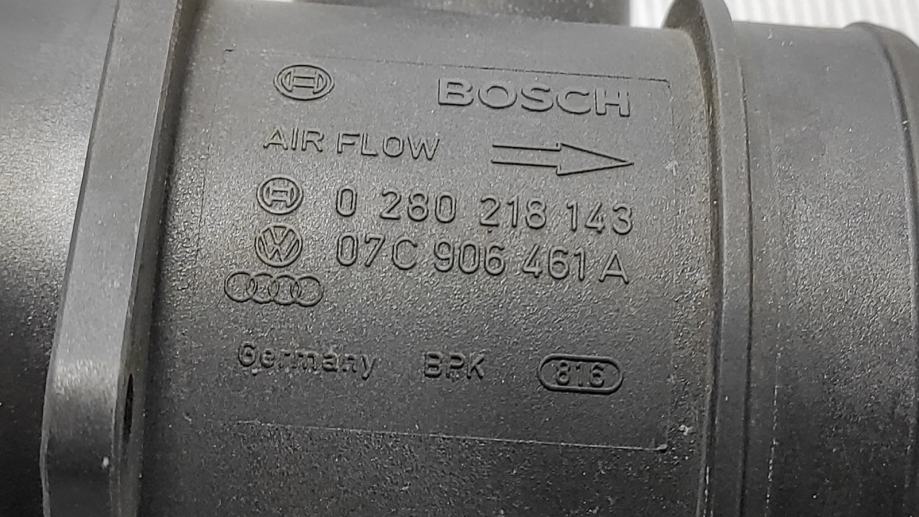 BOSCH
AIR FLOW
0 280 218 143
07C 906 461 A
Germany BPK 816